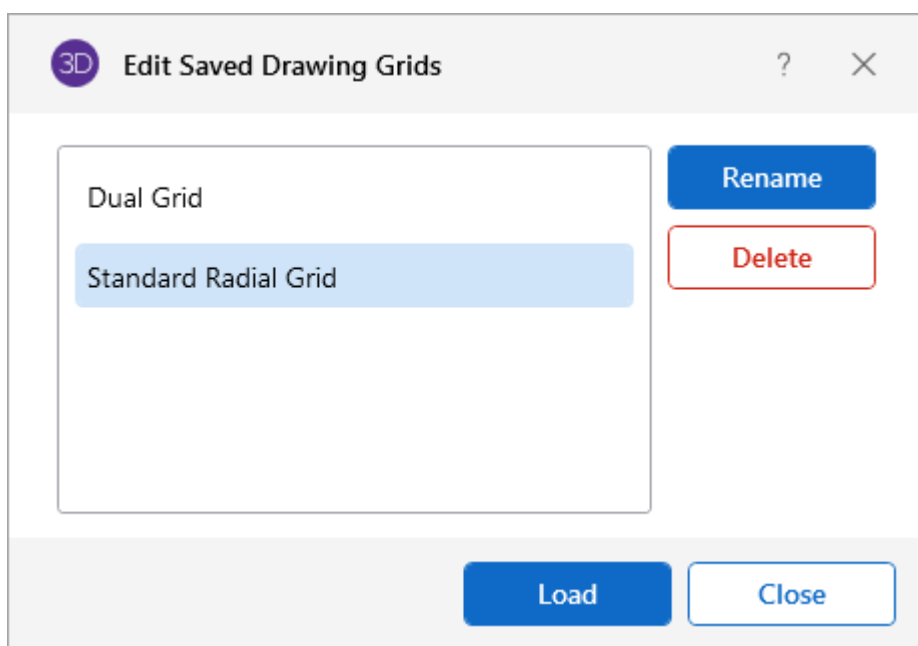 3D Edit Saved Drawing Grids ?
Dual Grid
Standard Radial Grid
Rename
Delete
Load Close